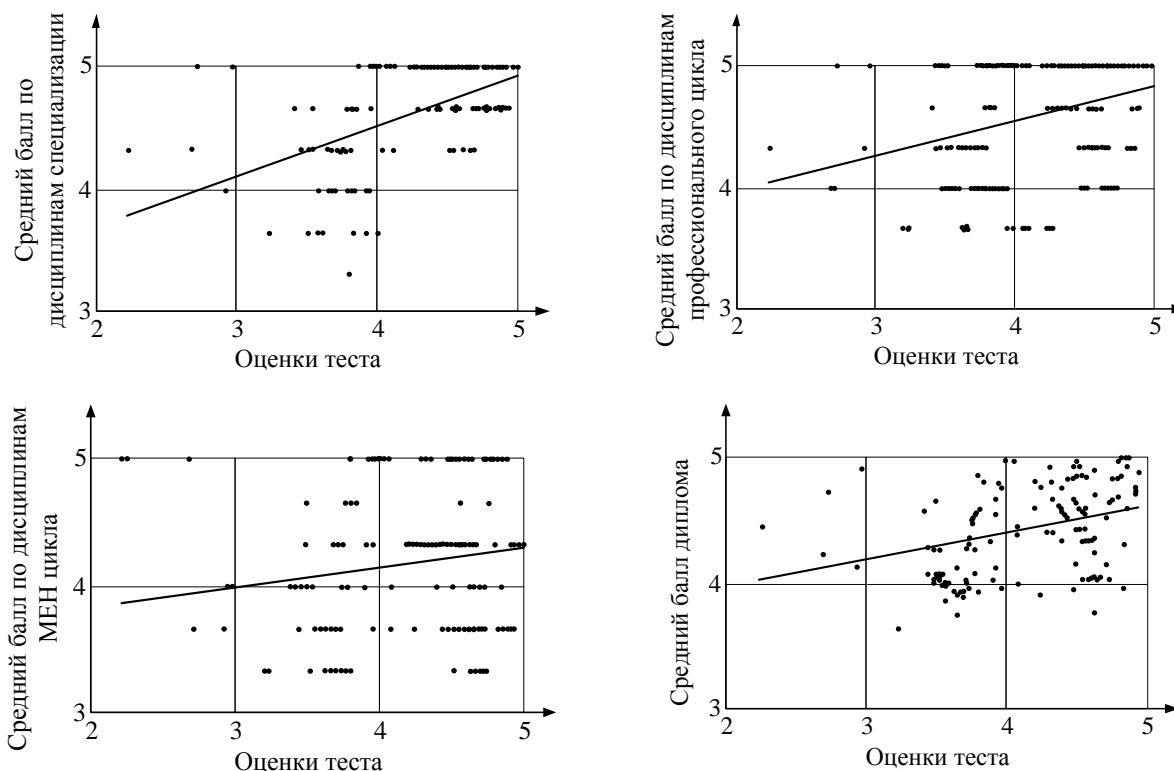 Средний балл по
дисциплинам специализации
5
4
3
2
3
4
5
Оценки теста
Средний балл по дисциплинам
профессионального цикла
5
4
3
2
3
4
5
Оценки теста
Средний балл по дисциплинам
МЕН цикла
5
4
3
2
3
4
5
Оценки теста
Средний балл диплома
5
4
3
2
3
4
5
Оценки теста